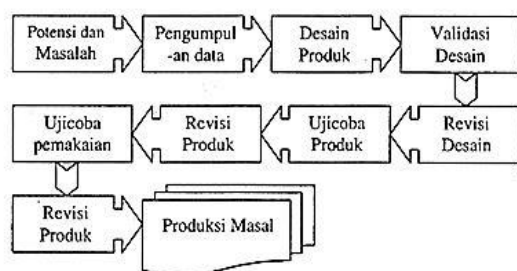 Potensi dan
Masalah
Pengumpul
-an data
Desain
Produk
Validasi
Desain
Revisi
Desain
Ujicoba
Produk
Revisi
Produk
Ujicoba
pemakaian
Revisi
Produk
Produksi Masal